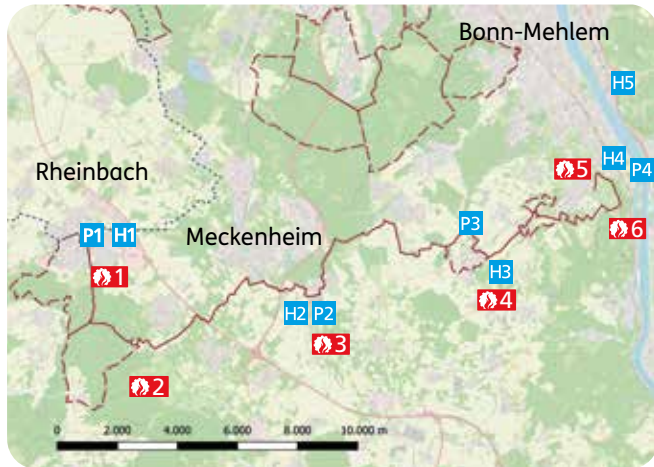 Bonn-Mehlem
H5
Rheinbach
H4
5
P4
P1 H1
Meckenheim
P3
6
1
H3
4
H2 P2
3
2
0 2.000 4.000 6.000 8.000 10.000 m